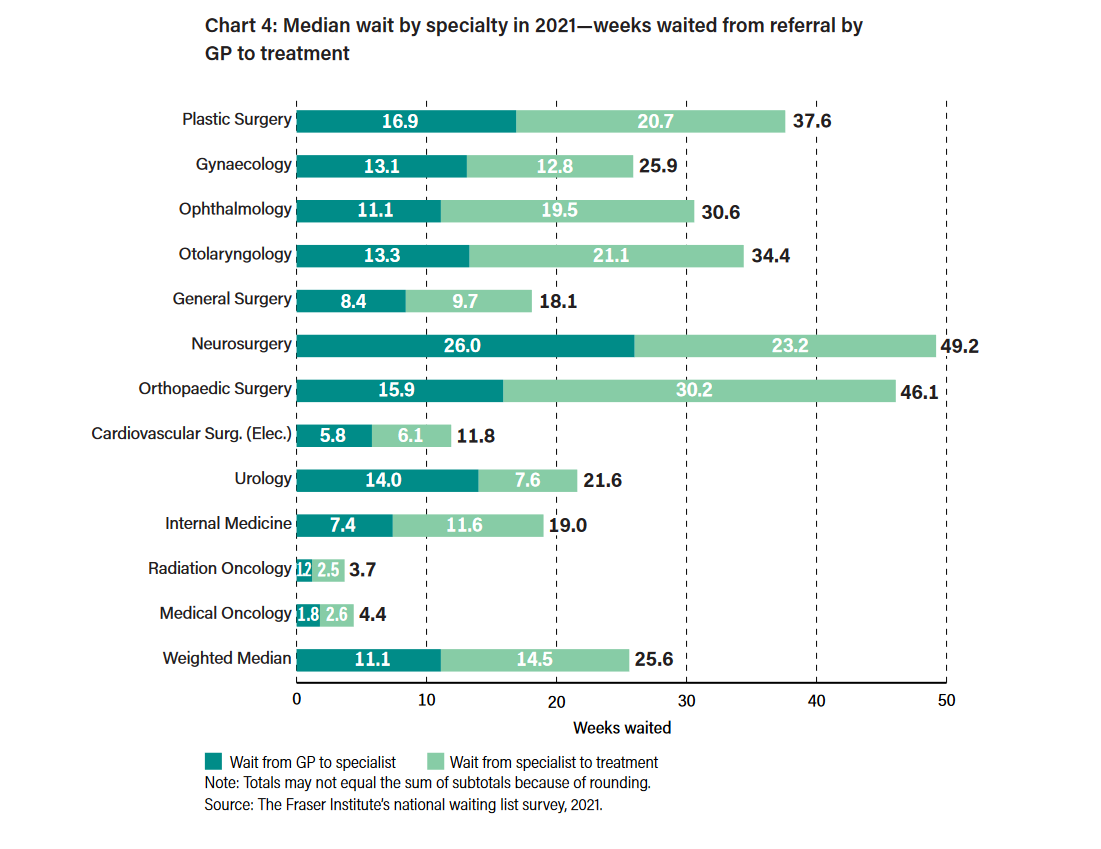 Chart 4: Median wait by specialty in 2021—weeks waited from referral by
GP to treatment
Plastic Surgery 16.9 20.7 37.6
Gynaecology 13.1 12.8 25.9
Ophthalmology 11.1 19.5 30.6
Otolaryngology 13.3 21.1 34.4
General Surgery 8.4 9.7 18.1
Neurosurgery 26.0 23.2 49.2
Orthopaedic Surgery 15.9 30.2 46.1
Cardiovascular Surg. (Elec.) 5.8 6.1 11.8
Urology 14.0 7.6 21.6
Internal Medicine 7.4 11.6 19.0
Radiation Oncology 1.2 2.5 3.7
Medical Oncology 1.8 2.6 4.4
Weighted Median 11.1 14.5 25.6
0 10 20 30 40 50
Weeks waited
Wait from GP to specialist Wait from specialist to treatment
Note: Totals may not equal the sum of subtotals because of rounding.
Source: The Fraser Institute's national waiting list survey, 2021.